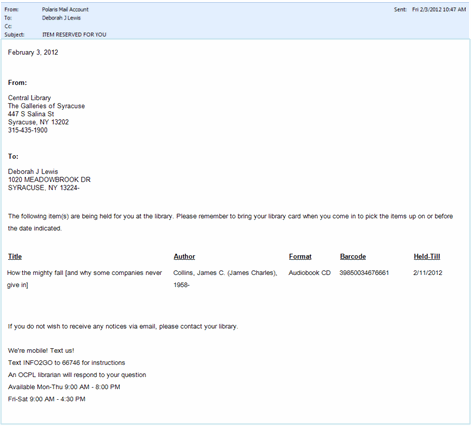 From: Polaris Mail Account Sent: Fri 2/3/2012 10:47 AM
To: Deborah J Lewis
Cc:
Subject: ITEM RESERVED FOR YOU
February 3, 2012
From:
Central Library
The Galleries of Syracuse
447 S Salina St
Syracuse, NY 13202
315-435-1900
To:
Deborah J Lewis
1020 MEADOWBROOK DR
SYRACUSE, NY 13224-
The following item(s) are being held for you at the library. Please remember to bring your library card when you come in to pick the items up on or before
the date indicated.
Title Author Format Barcode Held-Till
How the mighty fall [and why some companies never Collins, James C. (James Charles), Audiobook CD 39850034676661 2/11/2012
give in] 1958-
If you do not wish to receive any notices via email, please contact your library.
We're mobile! Text us!
Text INFO2GO to 66746 for instructions
An OCPL librarian will respond to your question
Available Mon-Thu 9:00 AM - 8:00 PM
Fri-Sat 9:00 AM - 4:30 PM